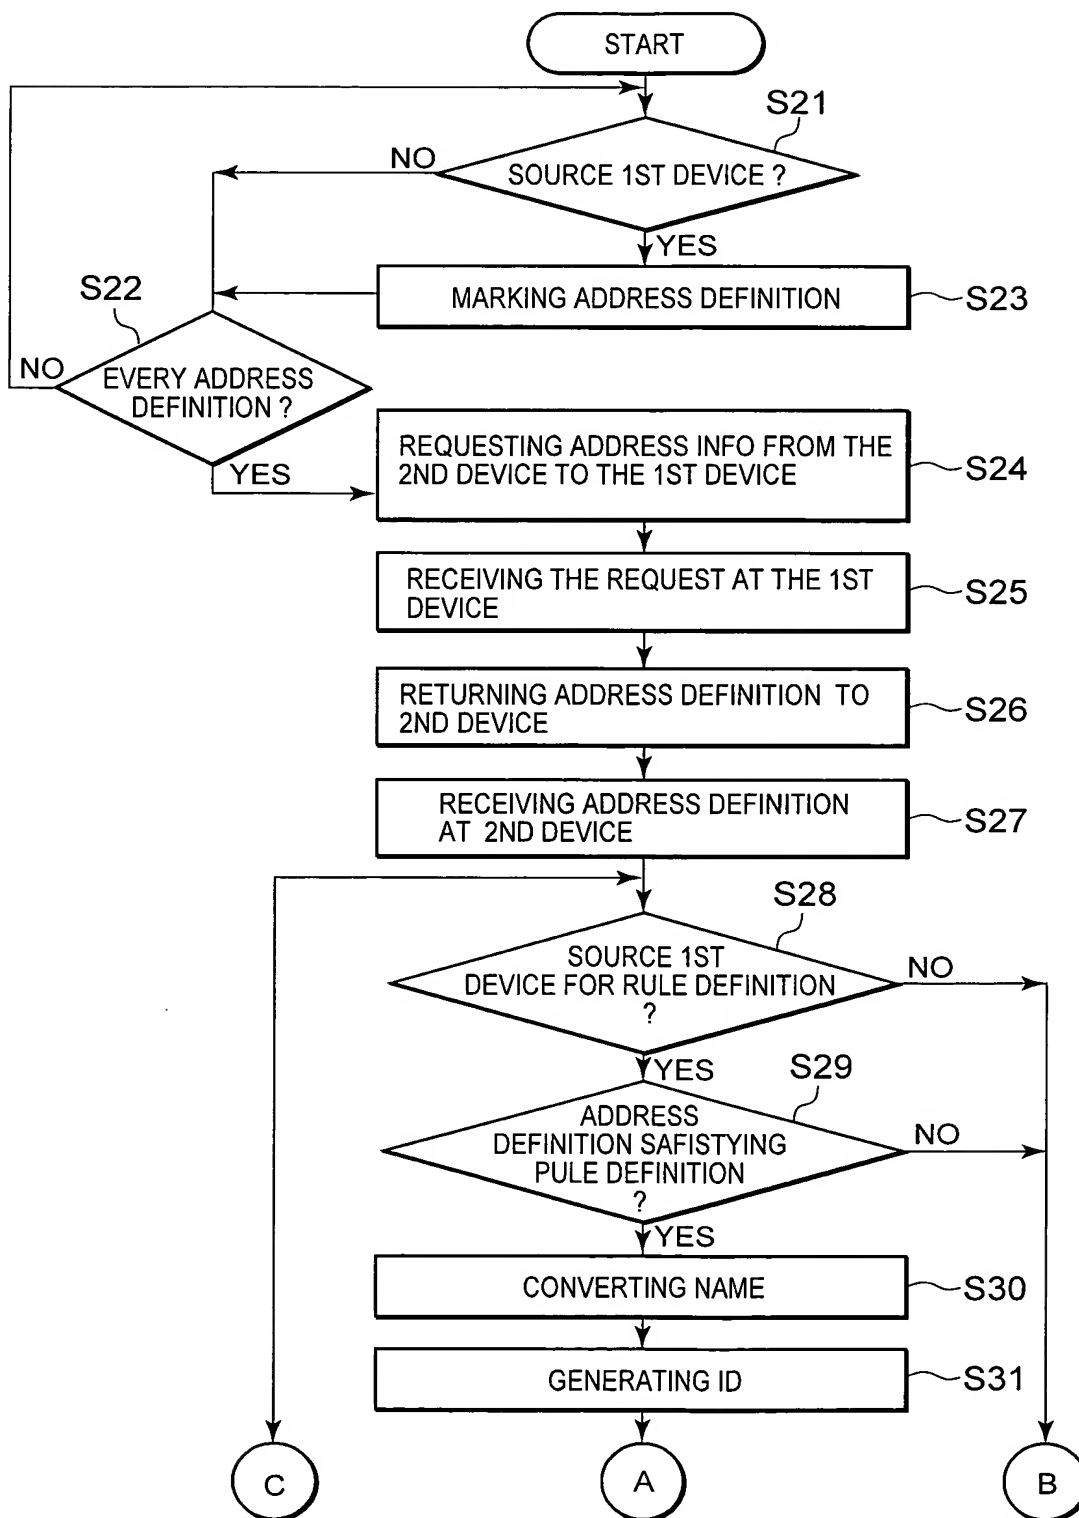 START
S21
NO
SOURCE 1ST DEVICE ?
YES
S22
MARKING ADDRESS DEFINITION
S23
NO
EVERY ADDRESS
DEFINITION ?
YES
REQUESTING ADDRESS INFO FROM THE
2ND DEVICE TO THE 1ST DEVICE
S24
RECEIVING THE REQUEST AT THE 1ST
DEVICE
S25
RETURNING ADDRESS DEFINITION TO
2ND DEVICE
S26
RECEIVING ADDRESS DEFINITION
AT 2ND DEVICE
S27
S28
SOURCE 1ST
DEVICE FOR RULE DEFINITION
?
NO
YES
S29
ADDRESS
DEFINITION SAFISTYING
PULE DEFINITION
?
NO
YES
CONVERTING NAME
S30
GENERATING ID
S31
C
A
B